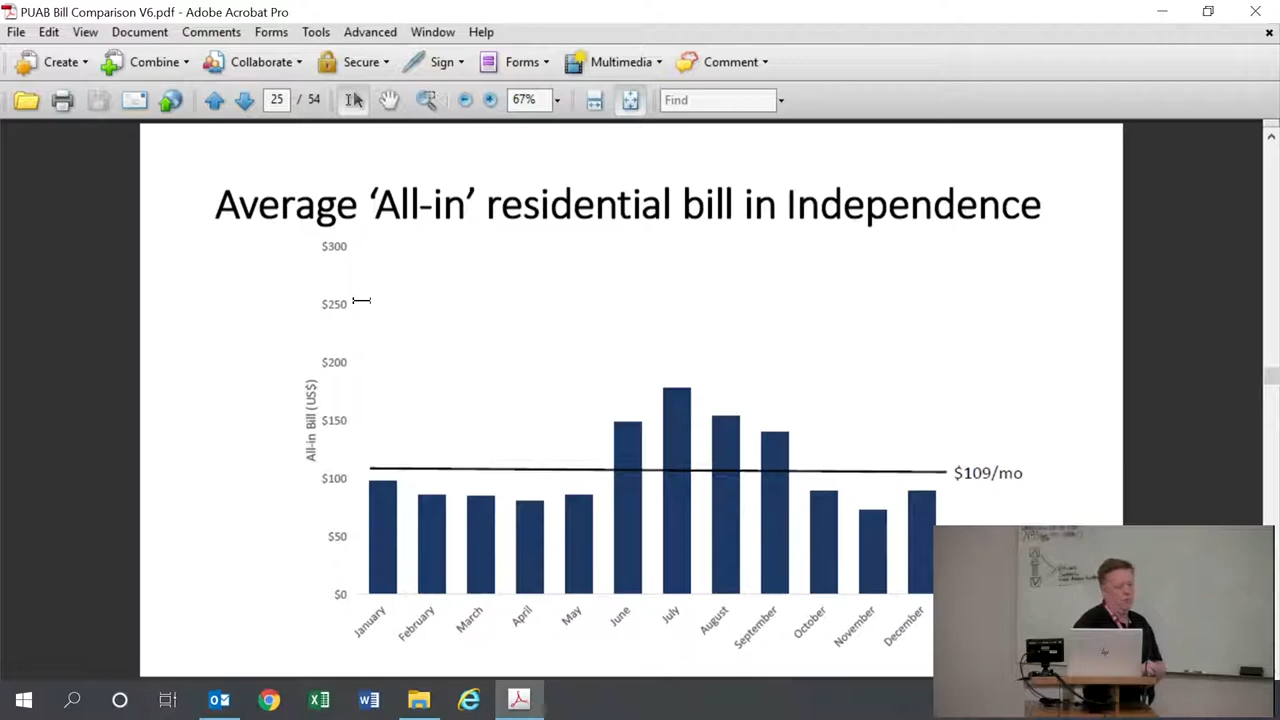 PUAB Bill Comparison V6.pdf - Adobe Acrobat Pro
File Edit View Document Comments Forms Tools Advanced Window Help
Create Combine Collaborate Secure Sign Forms Multimedia Comment
25 / 54 67% Find
Average ‘All-in’ residential bill in Independence
$300
$250
$200
$150
$100
$50
$0
All-in Bill (US$)
$109/mo
January February March April May June July August September October November December